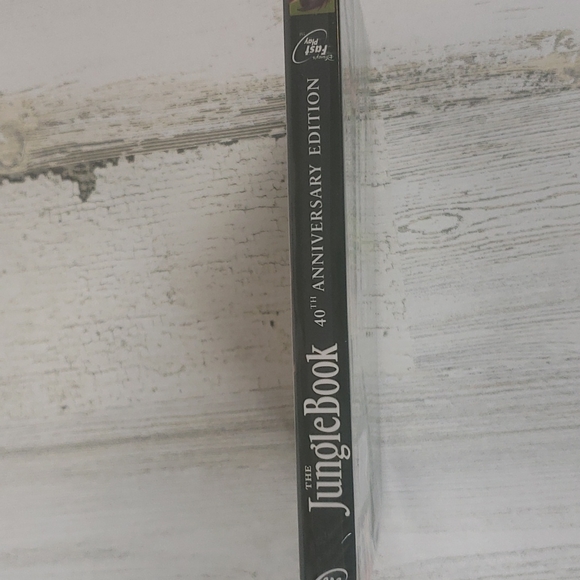 THE
JungleBook
40TH ANNIVERSARY EDITION
Disney's
Fast
Play